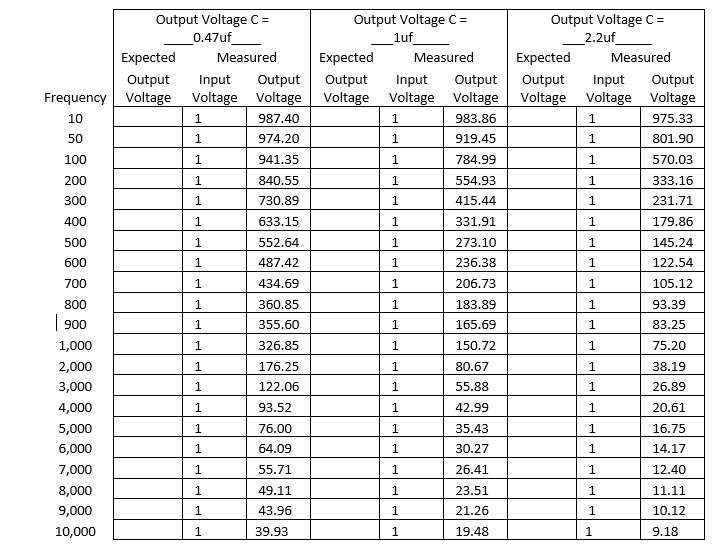 Output Voltage C = Output Voltage C = Output Voltage C =
____0.47uf____ ___1uf_____ ___2.2uf_____
Expected Measured Expected Measured Expected Measured
Output Input Output Output Input Output Output Input Output
Frequency Voltage Voltage Voltage Voltage Voltage Voltage Voltage Voltage Voltage
10 1 987.40 1 983.86 1 975.33
50 1 974.20 1 919.45 1 801.90
100 1 941.35 1 784.99 1 570.03
200 1 840.55 1 554.93 1 333.16
300 1 730.89 1 415.44 1 231.71
400 1 633.15 1 331.91 1 179.86
500 1 552.64 1 273.10 1 145.24
600 1 487.42 1 236.38 1 122.54
700 1 434.69 1 206.73 1 105.12
800 1 360.85 1 183.89 1 93.39
900 1 355.60 1 165.69 1 83.25
1,000 1 326.85 1 150.72 1 75.20
2,000 1 176.25 1 80.67 1 38.19
3,000 1 122.06 1 55.88 1 26.89
4,000 1 93.52 1 42.99 1 20.61
5,000 1 76.00 1 35.43 1 16.75
6,000 1 64.09 1 30.27 1 14.17
7,000 1 55.71 1 26.41 1 12.40
8,000 1 49.11 1 23.51 1 11.11
9,000 1 43.96 1 21.26 1 10.12
10,000 1 39.93 1 19.48 1 9.18